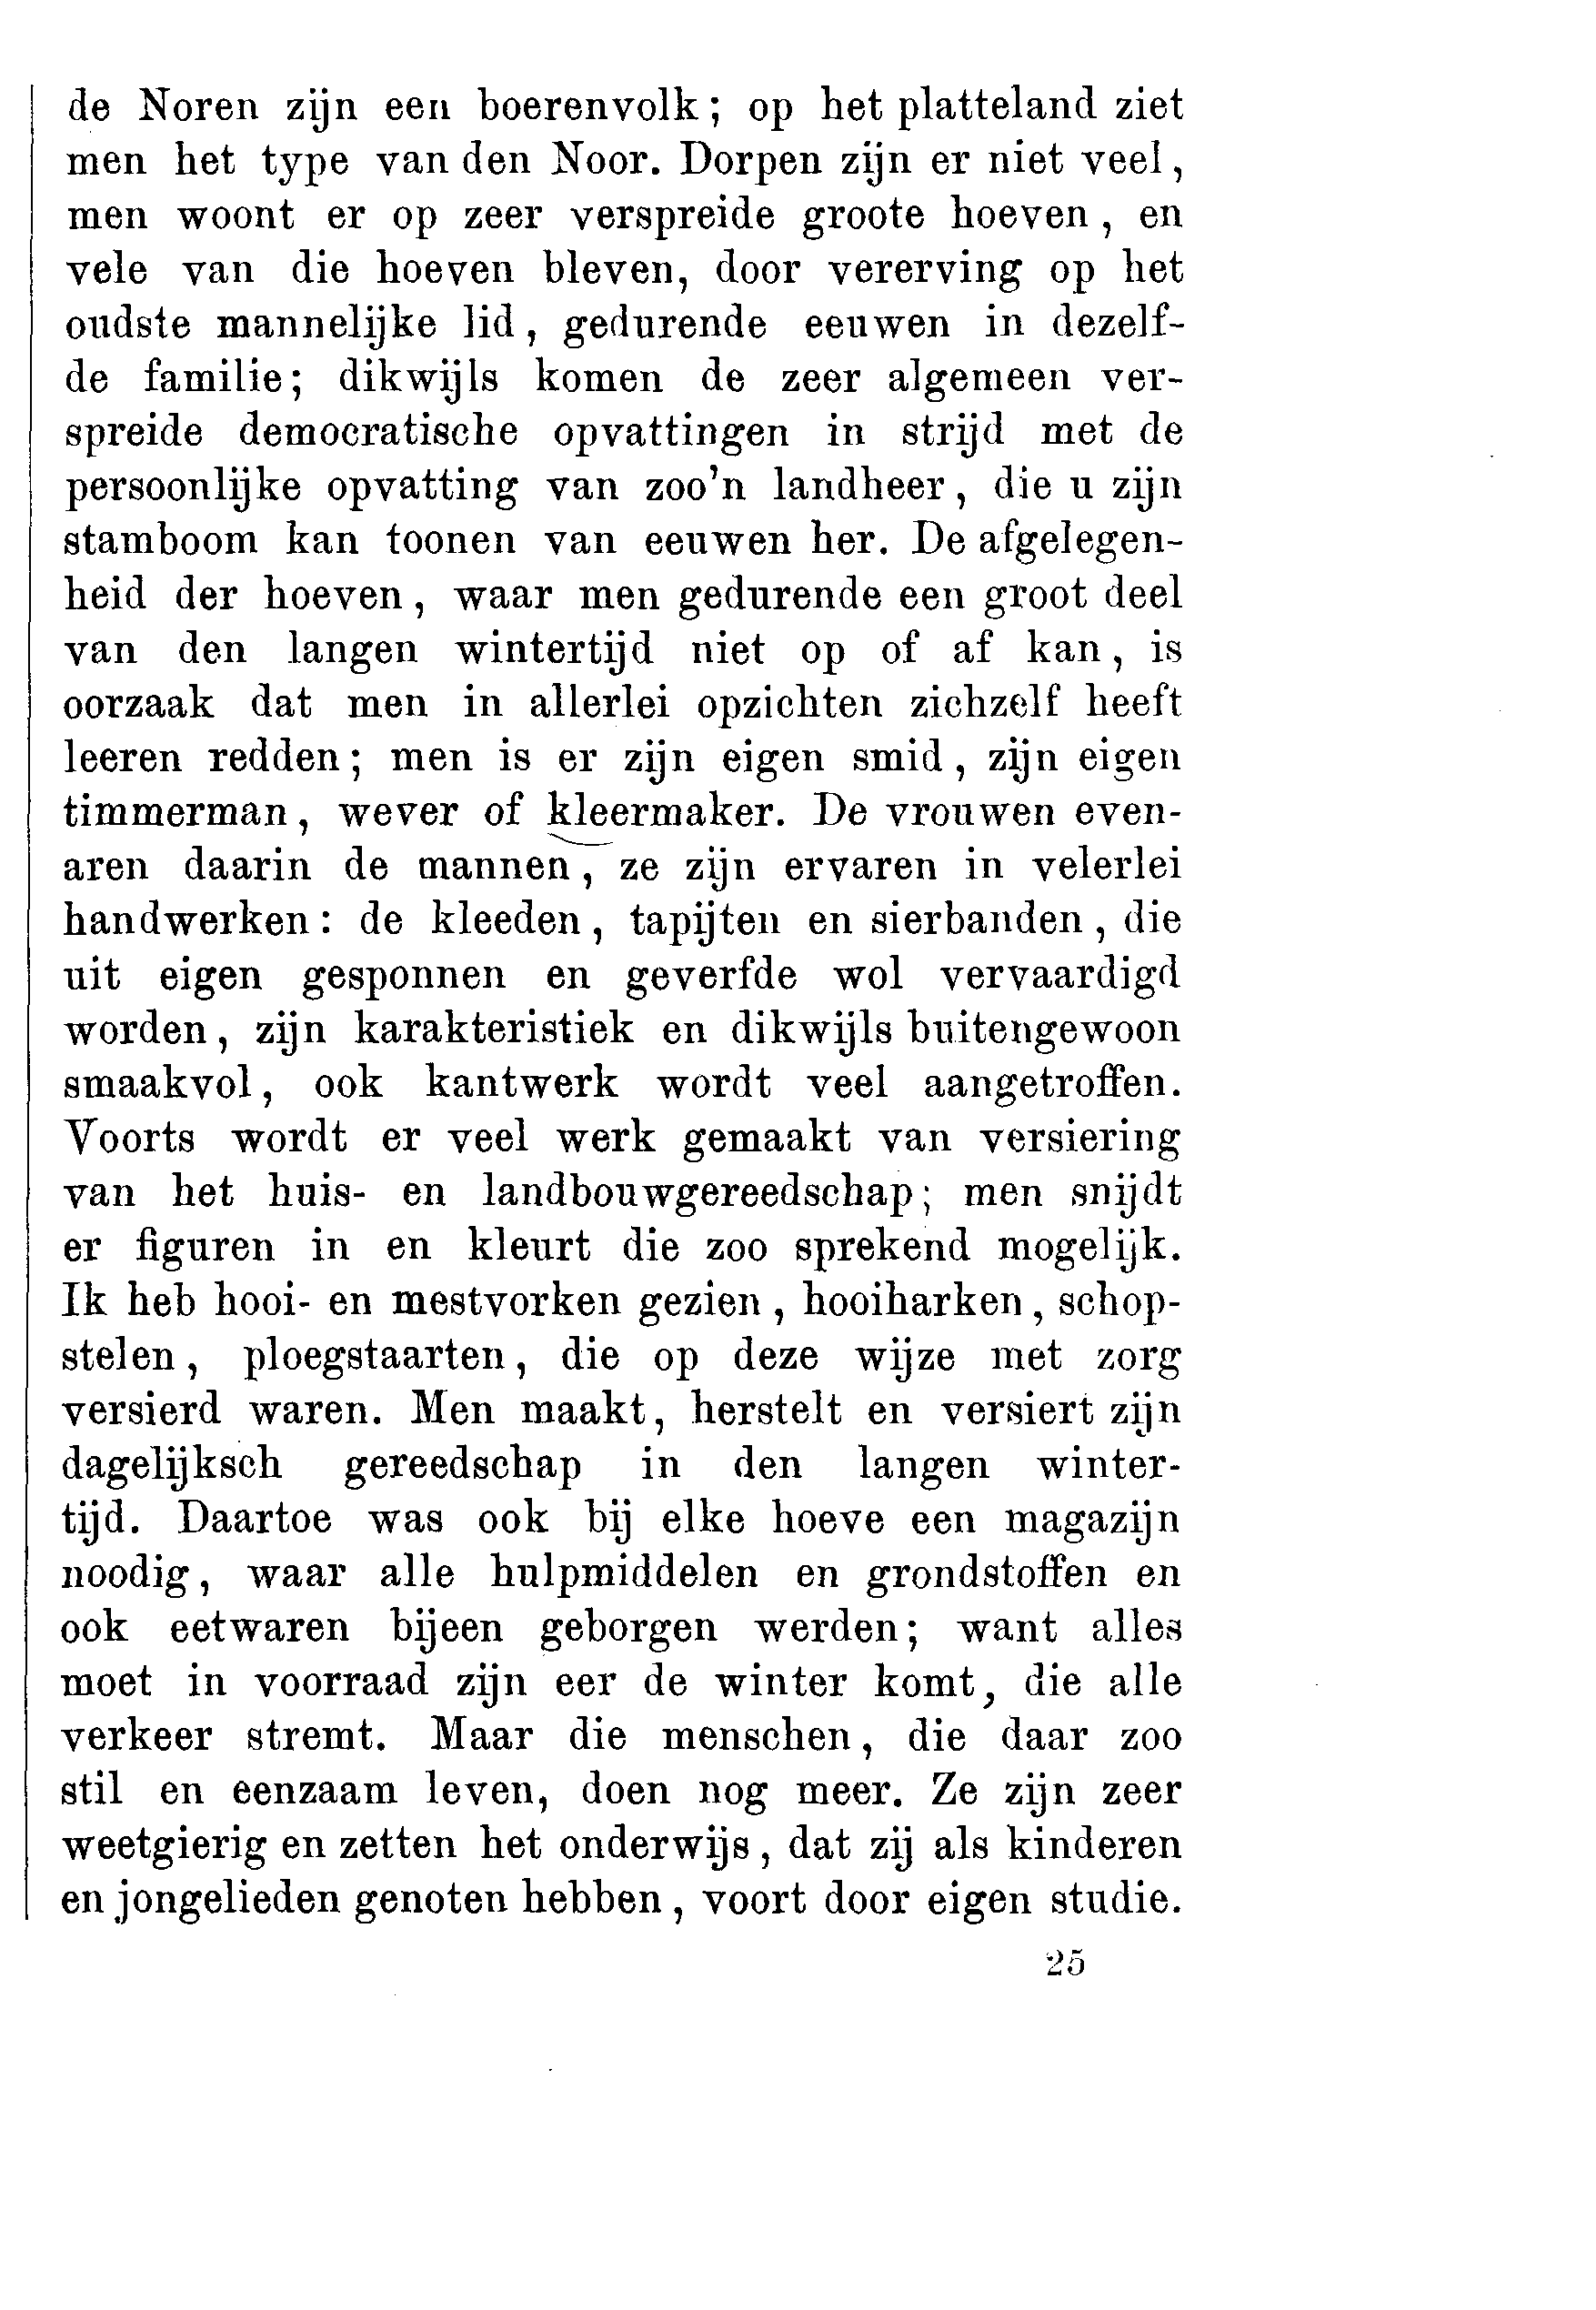 de Noren zijn een boerenvolk; op het platteland ziet
men het type van den Noor. Dorpen zijn er niet veel,
men woont er op zeer verspreide groote hoeven, en
vele van die hoeven bleven, door vererving op het
oudste mannelijke lid, gedurende eeuwen in dezelf-
de familie; dikwijls komen de zeer algemeen ver-
spreide democratische opvattingen in strijd met de
persoonlijke opvatting van zoo'n landheer, die u zijn
stamboom kan toonen van eeuwen her. De afgelegen-
heid der hoeven, waar men gedurende een groot deel
van den langen wintertijd niet op of af kan, is
oorzaak dat men in allerlei opzichten zichzelf heeft
leeren redden; men is er zijn eigen smid, zijn eigen
timmerman, wever of kleermaker. De vrouwen even-
aren daarin de mannen, ze zijn ervaren in velerlei
handwerken: de kleeden, tapijten en sierbanden, die
uit eigen gesponnen en geverfde wol vervaardigd
worden, zijn karakteristiek en dikwijls buitengewoon
smaakvol, ook kantwerk wordt veel aangetroffen.
Voorts wordt er veel werk gemaakt van versiering
van het huis- en landbouwgereedschap; men snijdt
er figuren in en kleurt die zoo sprekend mogelijk.
Ik heb hooi- en mestvorken gezien, hooiharken, schop-
stelen, ploegstaarten, die op deze wijze met zorg
versierd waren. Men maakt, herstelt en versiert zijn
dagelijksch gereedschap in den langen winter-
tijd. Daartoe was ook bij elke hoeve een magazijn
noodig, waar alle hulpmiddelen en grondstoffen en
ook eetwaren bijeen geborgen werden; want alles
moet in voorraad zijn eer de winter komt, die alle
verkeer stremt. Maar die menschen, die daar zoo
stil en eenzaam leven, doen nog meer. Ze zijn zeer
weetgierig en zetten het onderwijs, dat zij als kinderen
en jongelieden genoten hebben, voort door eigen studie.
25